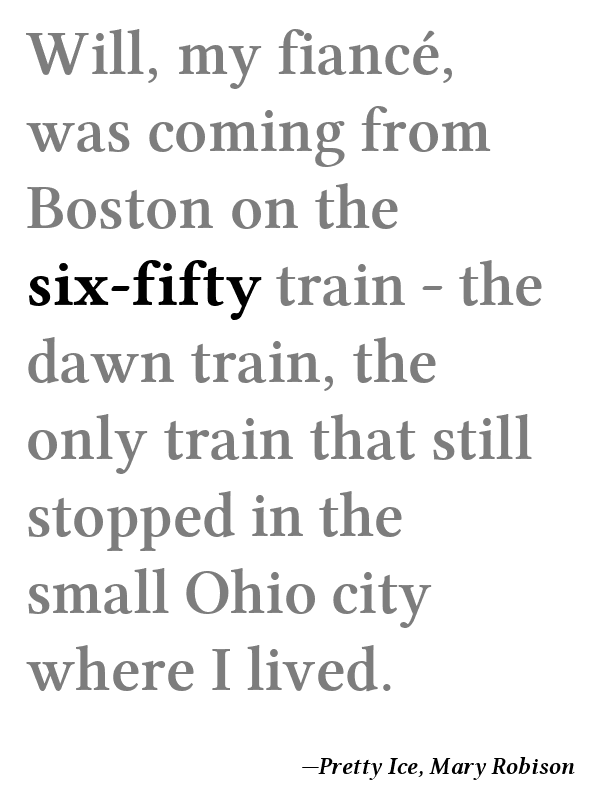 Will, my fiancé,
was coming from
Boston on the
six-fifty train - the
dawn train, the
only train that still
stopped in the
small Ohio city
where I lived.
—Pretty Ice, Mary Robison